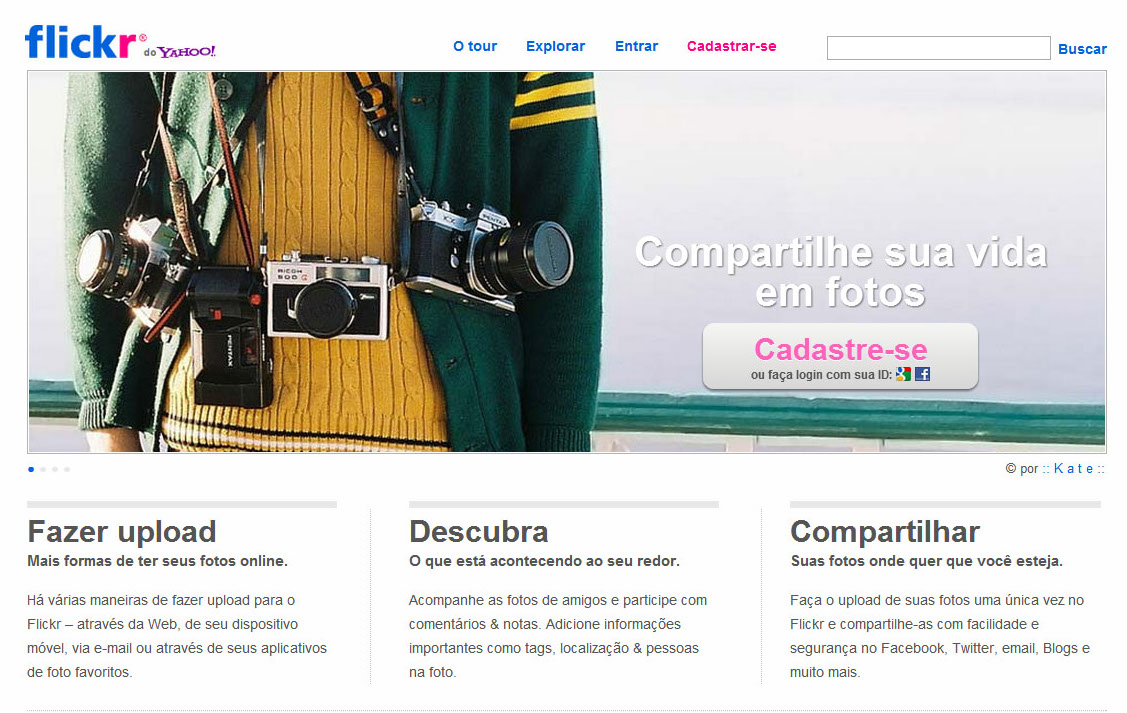 flickr® do YAHOO!
O tour Explorar Entrar Cadastrar-se Buscar
RICOH
500 G
PENTAX
PENTAX
Compartilhe sua vida
em fotos
Cadastre-se
ou faça login com sua ID:
© por :: K a t e ::
Fazer upload
Mais formas de ter seus fotos online.
Há várias maneiras de fazer upload para o
Flickr – através da Web, de seu dispositivo
móvel, via e-mail ou através de seus aplicativos
de foto favoritos.
Descubra
O que está acontecendo ao seu redor.
Acompanhe as fotos de amigos e participe com
comentários & notas. Adicione informações
importantes como tags, localização & pessoas
na foto.
Compartilhar
Suas fotos onde quer que você esteja.
Faça o upload de suas fotos uma única vez no
Flickr e compartilhe-as com facilidade e
segurança no Facebook, Twitter, email, Blogs e
muito mais.